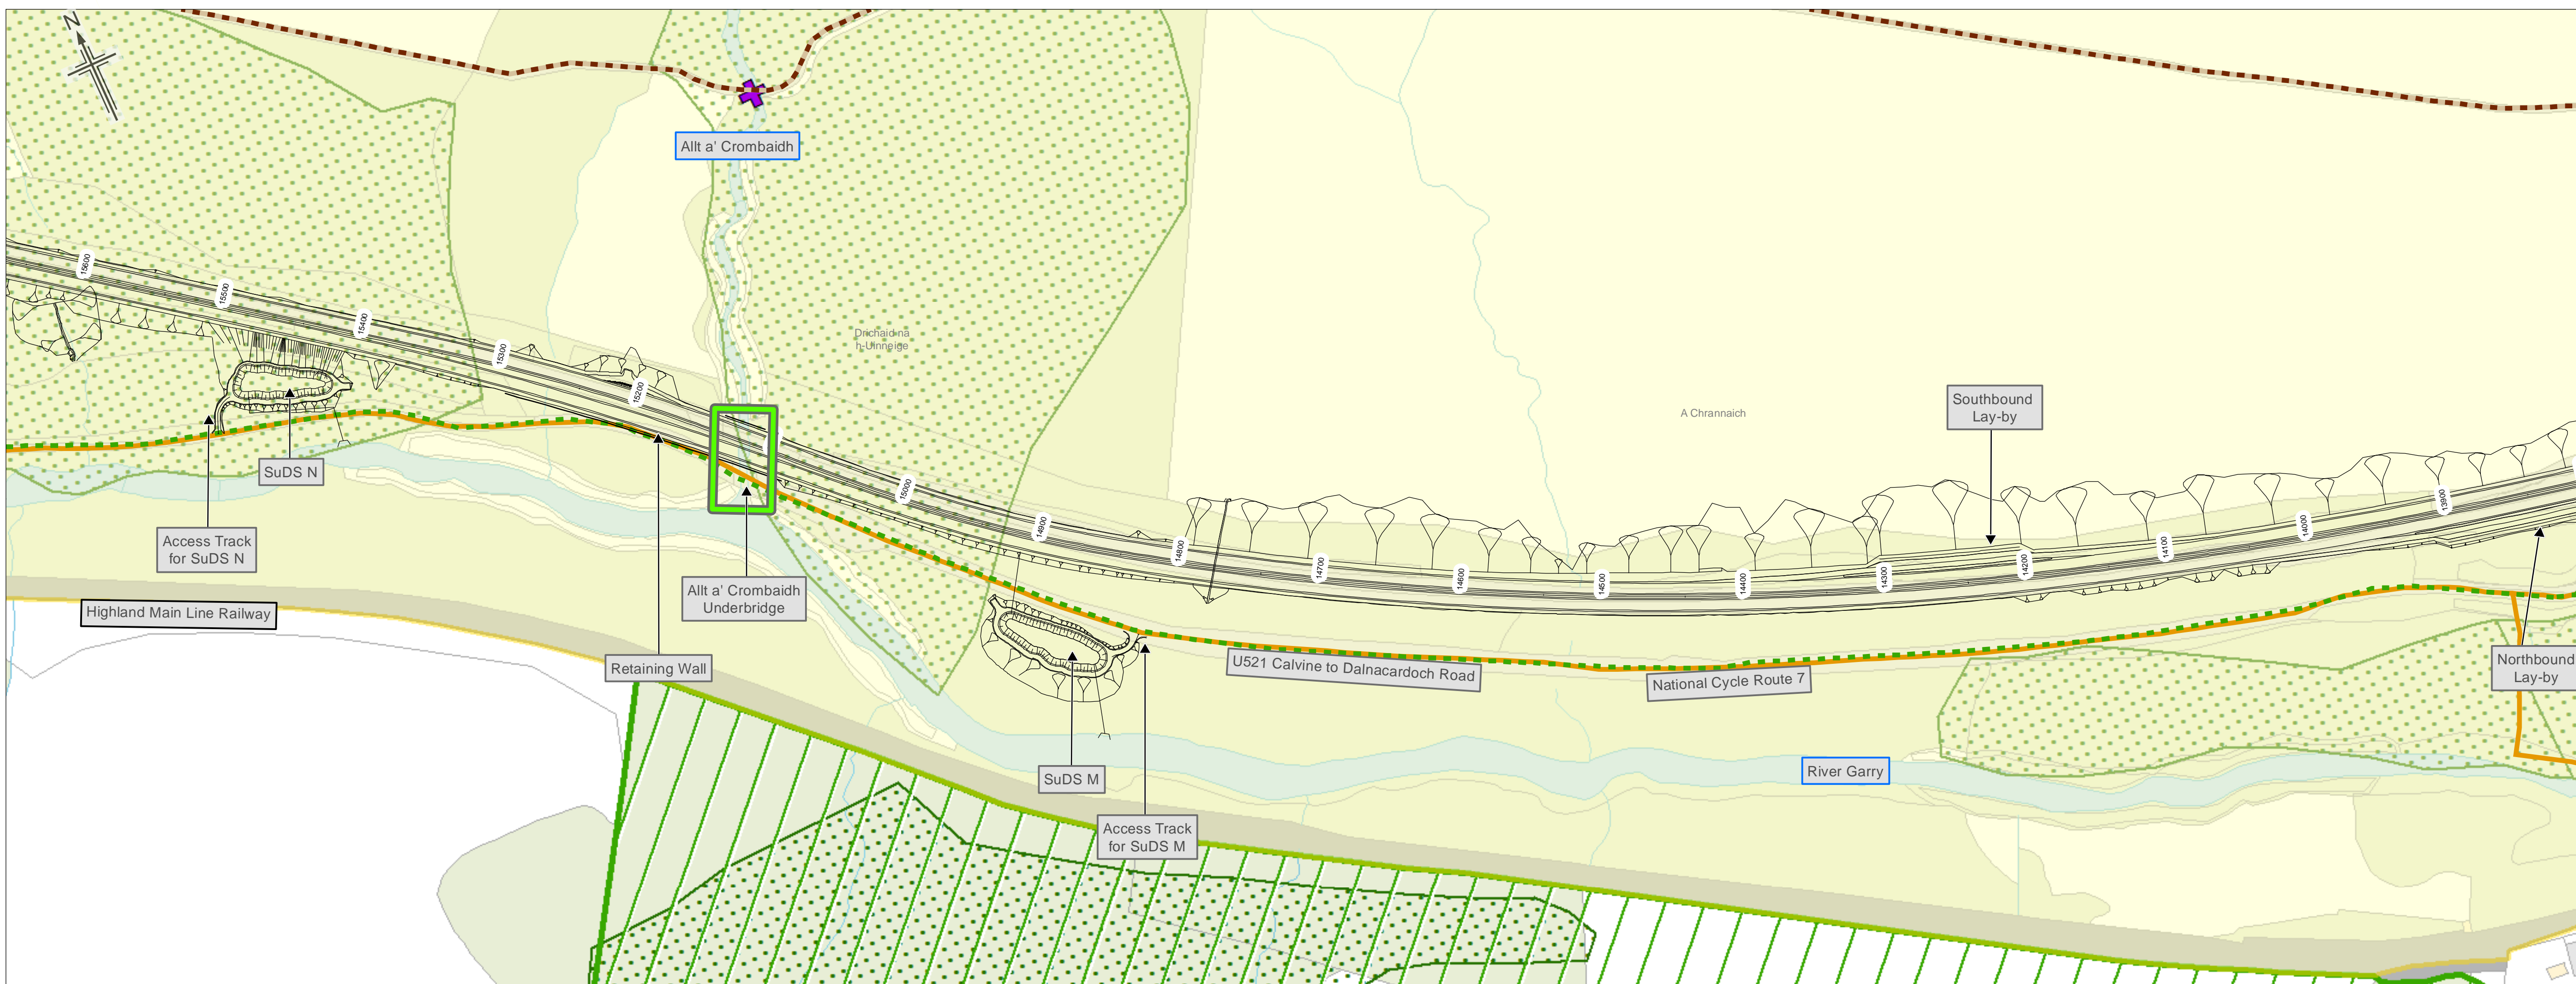 N
Allt a' Crombaidh
15600
15500
15400
15300
15200
15000
14900
14800
14700
14600
14500
14400
14300
14200
14100
14000
13900
Drichaid na
h-Uinneige
A Chrannaich
Southbound
Lay-by
SuDS N
Access Track
for SuDS N
Highland Main Line Railway
Allt a' Crombaidh
Underbridge
Retaining Wall
U521 Calvine to Dalnacardoch Road
National Cycle Route 7
Northbound
Lay-by
SuDS M
River Garry
Access Track
for SuDS M